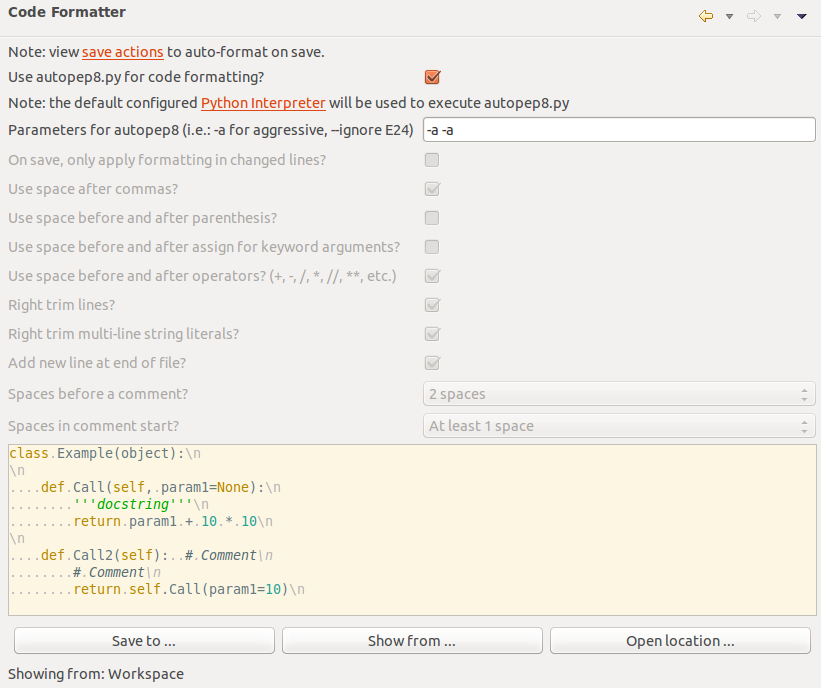 Code Formatter
Note: view save actions to auto-format on save.
Use autopep8.py for code formatting?
Note: the default configured Python Interpreter will be used to execute autopep8.py
Parameters for autopep8 (i.e.: -a for aggressive, --ignore E24) -a -a
On save, only apply formatting in changed lines?
Use space after commas?
Use space before and after parenthesis?
Use space before and after assign for keyword arguments?
Use space before and after operators? (+, -, /, *, //, **, etc.)
Right trim lines?
Right trim multi-line string literals?
Add new line at end of file?
Spaces before a comment? 2 spaces
Spaces in comment start? At least 1 space
class.Example(object):\n
\n
....def.Call(self,.param1=None):\n
........'''docstring'''\n
........return.param1.+.10.*.10\n
\n
....def.Call2(self):..#.Comment\n
........#.Comment\n
........return.self.Call(param1=10)\n
Save to ... Show from ... Open location ...
Showing from: Workspace